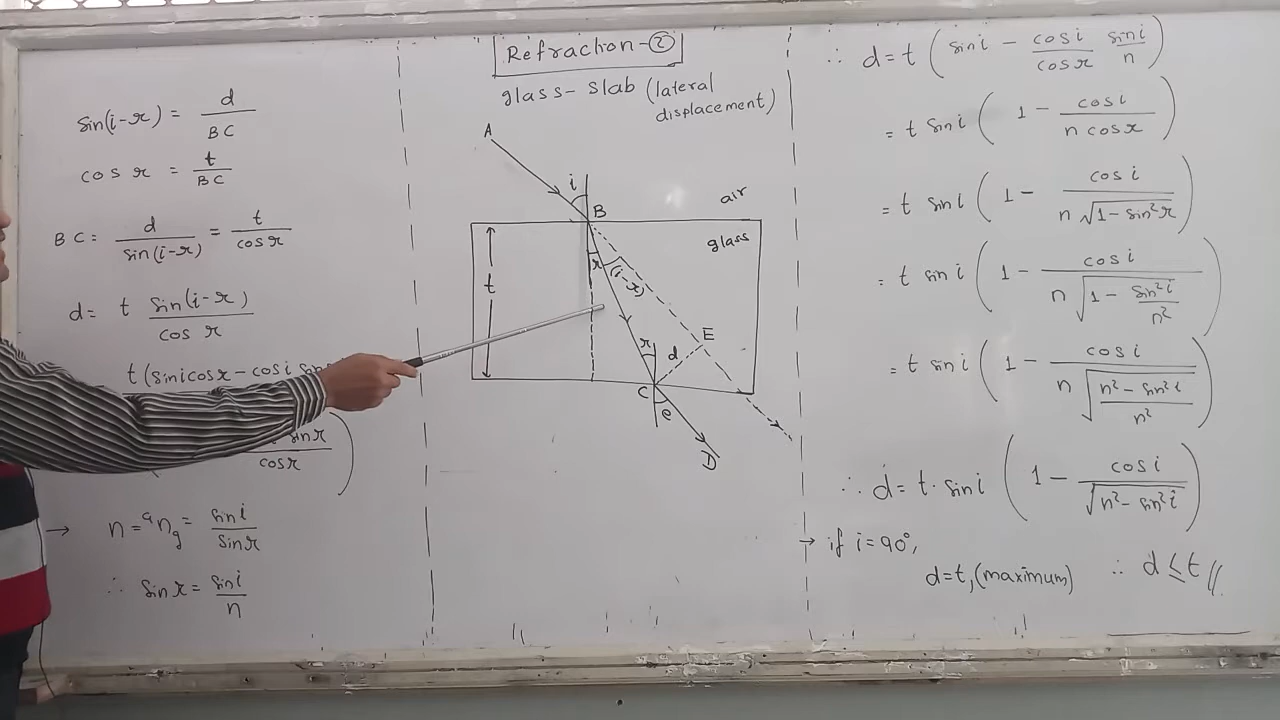 Refraction-②
glass-slab (lateral
displacement)
sin(i-r) = d/BC
cos r = t/BC
BC = d/sin(i-r) = t/cos r
d = t sin(i-r)/cos r
t (sin i cos r - cos i sin
sin r/cos r )
→ n = ᵃn_g = sin i/sin r
∴ sin r = sin i/n
A
i
B
air
glass
t
r
(i-r)
r
d
E
C
e
D
∴ d = t ( sin i - cos i/cos r sin i/n )
= t sin i ( 1 - cos i/n cos r )
= t sin i ( 1 - cos i/n √1-sin²r )
= t sin i ( 1 - cos i/n √1 - sin²i/n² )
= t sin i ( 1 - cos i/n √n² - sin²i/n² )
∴ d = t · sin i ( 1 - cos i/√n² - sin²i )
→ if i = 90°,
d = t, (maximum) ∴ d ≤ t //